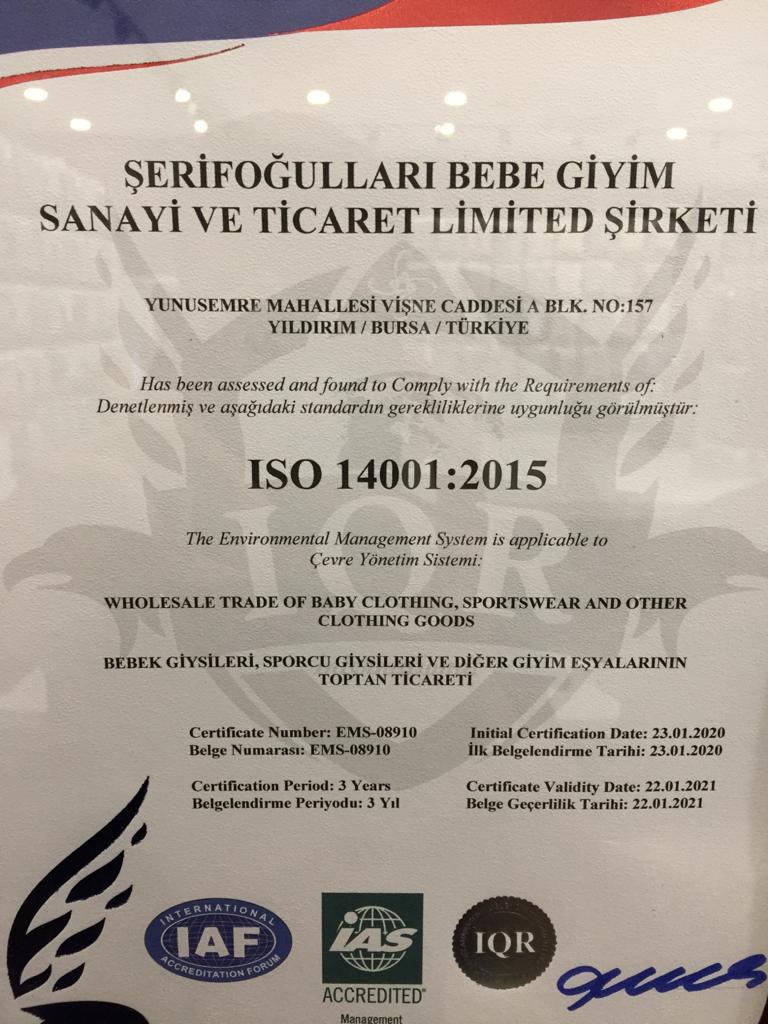 ŞERİFOĞULLARI BEBE GİYİM
SANAYİ VE TİCARET LİMİTED ŞİRKETİ
YUNUSEMRE MAHALLESİ VİŞNE CADDESİ A BLK. NO:157
YILDIRIM / BURSA / TÜRKİYE
Has been assessed and found to Comply with the Requirements of:
Denetlenmiş ve aşağıdaki standardın gerekliliklerine uygunluğu görülmüştür:
ISO 14001:2015
The Environmental Management System is applicable to
Çevre Yönetim Sistemi:
IQR
WHOLESALE TRADE OF BABY CLOTHING, SPORTSWEAR AND OTHER
CLOTHING GOODS
BEBEK GİYSİLERİ, SPORCU GİYSİLERİ VE DİĞER GİYİM EŞYALARININ
TOPTAN TİCARETİ
Certificate Number: EMS-08910
Belge Numarası: EMS-08910
Initial Certification Date: 23.01.2020
İlk Belgelendirme Tarihi: 23.01.2020
Certification Period: 3 Years
Belgelendirme Periyodu: 3 Yıl
Certificate Validity Date: 22.01.2021
Belge Geçerlilik Tarihi: 22.01.2021
INTERNATIONAL
IAF
ACCREDITATION FORUM
IAS
ACCREDITED
Management
IQR